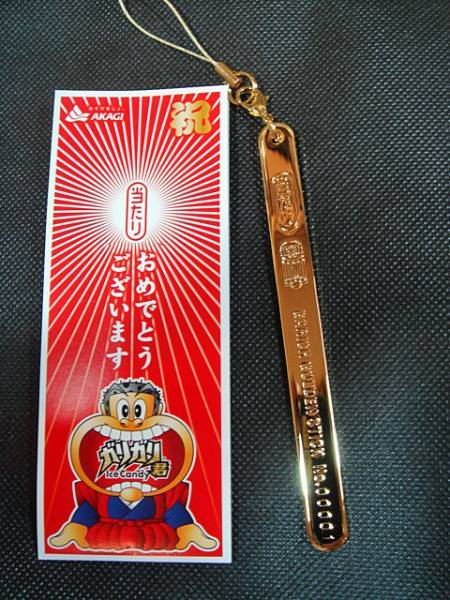 AKAGI
祝
当たり
おめでとう
ございます
ガリガリ君
Ice Candy
WOODEN STICK No.00001